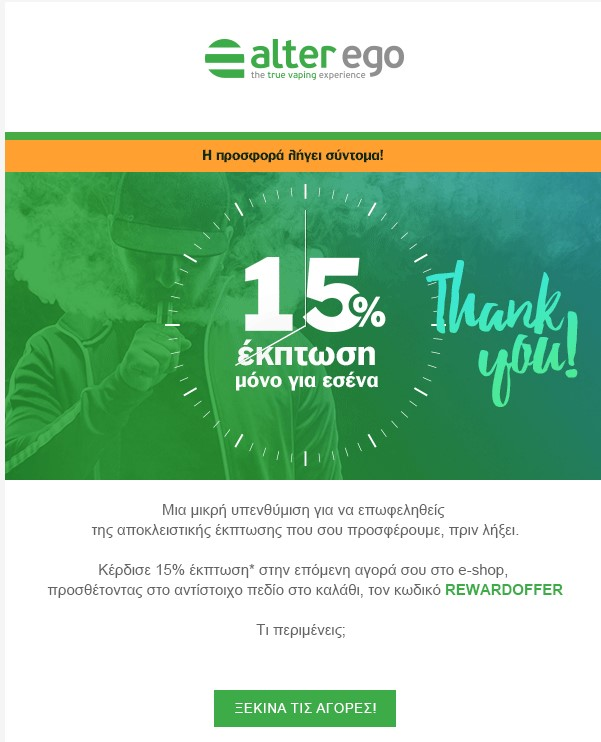 alter ego
the true vaping experience
Η προσφορά λήγει σύντομα!
15%
έκπτωση
μόνο για εσένα
Thank
you!
Μια μικρή υπενθύμιση για να επωφεληθείς
της αποκλειστικής έκπτωσης που σου προσφέρουμε, πριν λήξει.
Κέρδισε 15% έκπτωση* στην επόμενη αγορά σου στο e-shop,
προσθέτοντας στο αντίστοιχο πεδίο στο καλάθι, τον κωδικό REWARDOFFER
Τι περιμένεις;
ΞΕΚΙΝΑ ΤΙΣ ΑΓΟΡΕΣ!